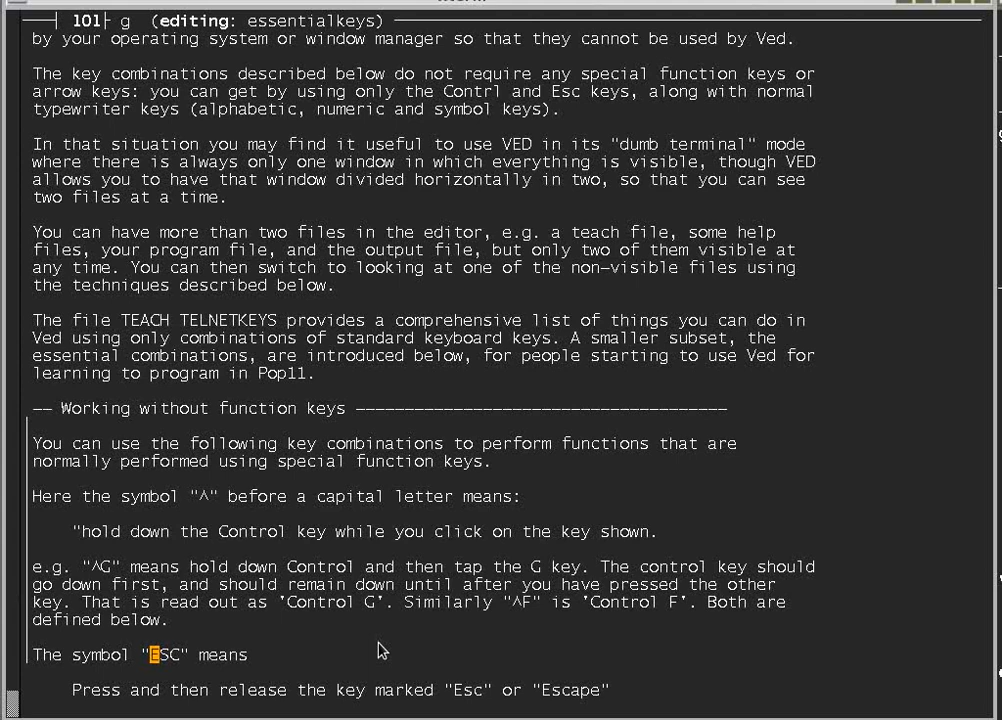 101 g (editing: essentialkeys)
by your operating system or window manager so that they cannot be used by Ved.
The key combinations described below do not require any special function keys or
arrow keys: you can get by using only the Contrl and Esc keys, along with normal
typewriter keys (alphabetic, numeric and symbol keys).
In that situation you may find it useful to use VED in its "dumb terminal" mode
where there is always only one window in which everything is visible, though VED
allows you to have that window divided horizontally in two, so that you can see
two files at a time.
You can have more than two files in the editor, e.g. a teach file, some help
files, your program file, and the output file, but only two of them visible at
any time. You can then switch to looking at one of the non-visible files using
the techniques described below.
The file TEACH TELNETKEYS provides a comprehensive list of things you can do in
Ved using only combinations of standard keyboard keys. A smaller subset, the
essential combinations, are introduced below, for people starting to use Ved for
learning to program in Pop11.
-- Working without function keys --------------------------------------
You can use the following key combinations to perform functions that are
normally performed using special function keys.
Here the symbol "^" before a capital letter means:
"hold down the Control key while you click on the key shown.
e.g. "^G" means hold down Control and then tap the G key. The control key should
go down first, and should remain down until after you have pressed the other
key. That is read out as 'Control G'. Similarly "^F" is 'Control F'. Both are
defined below.
The symbol "ESC" means
Press and then release the key marked "Esc" or "Escape"